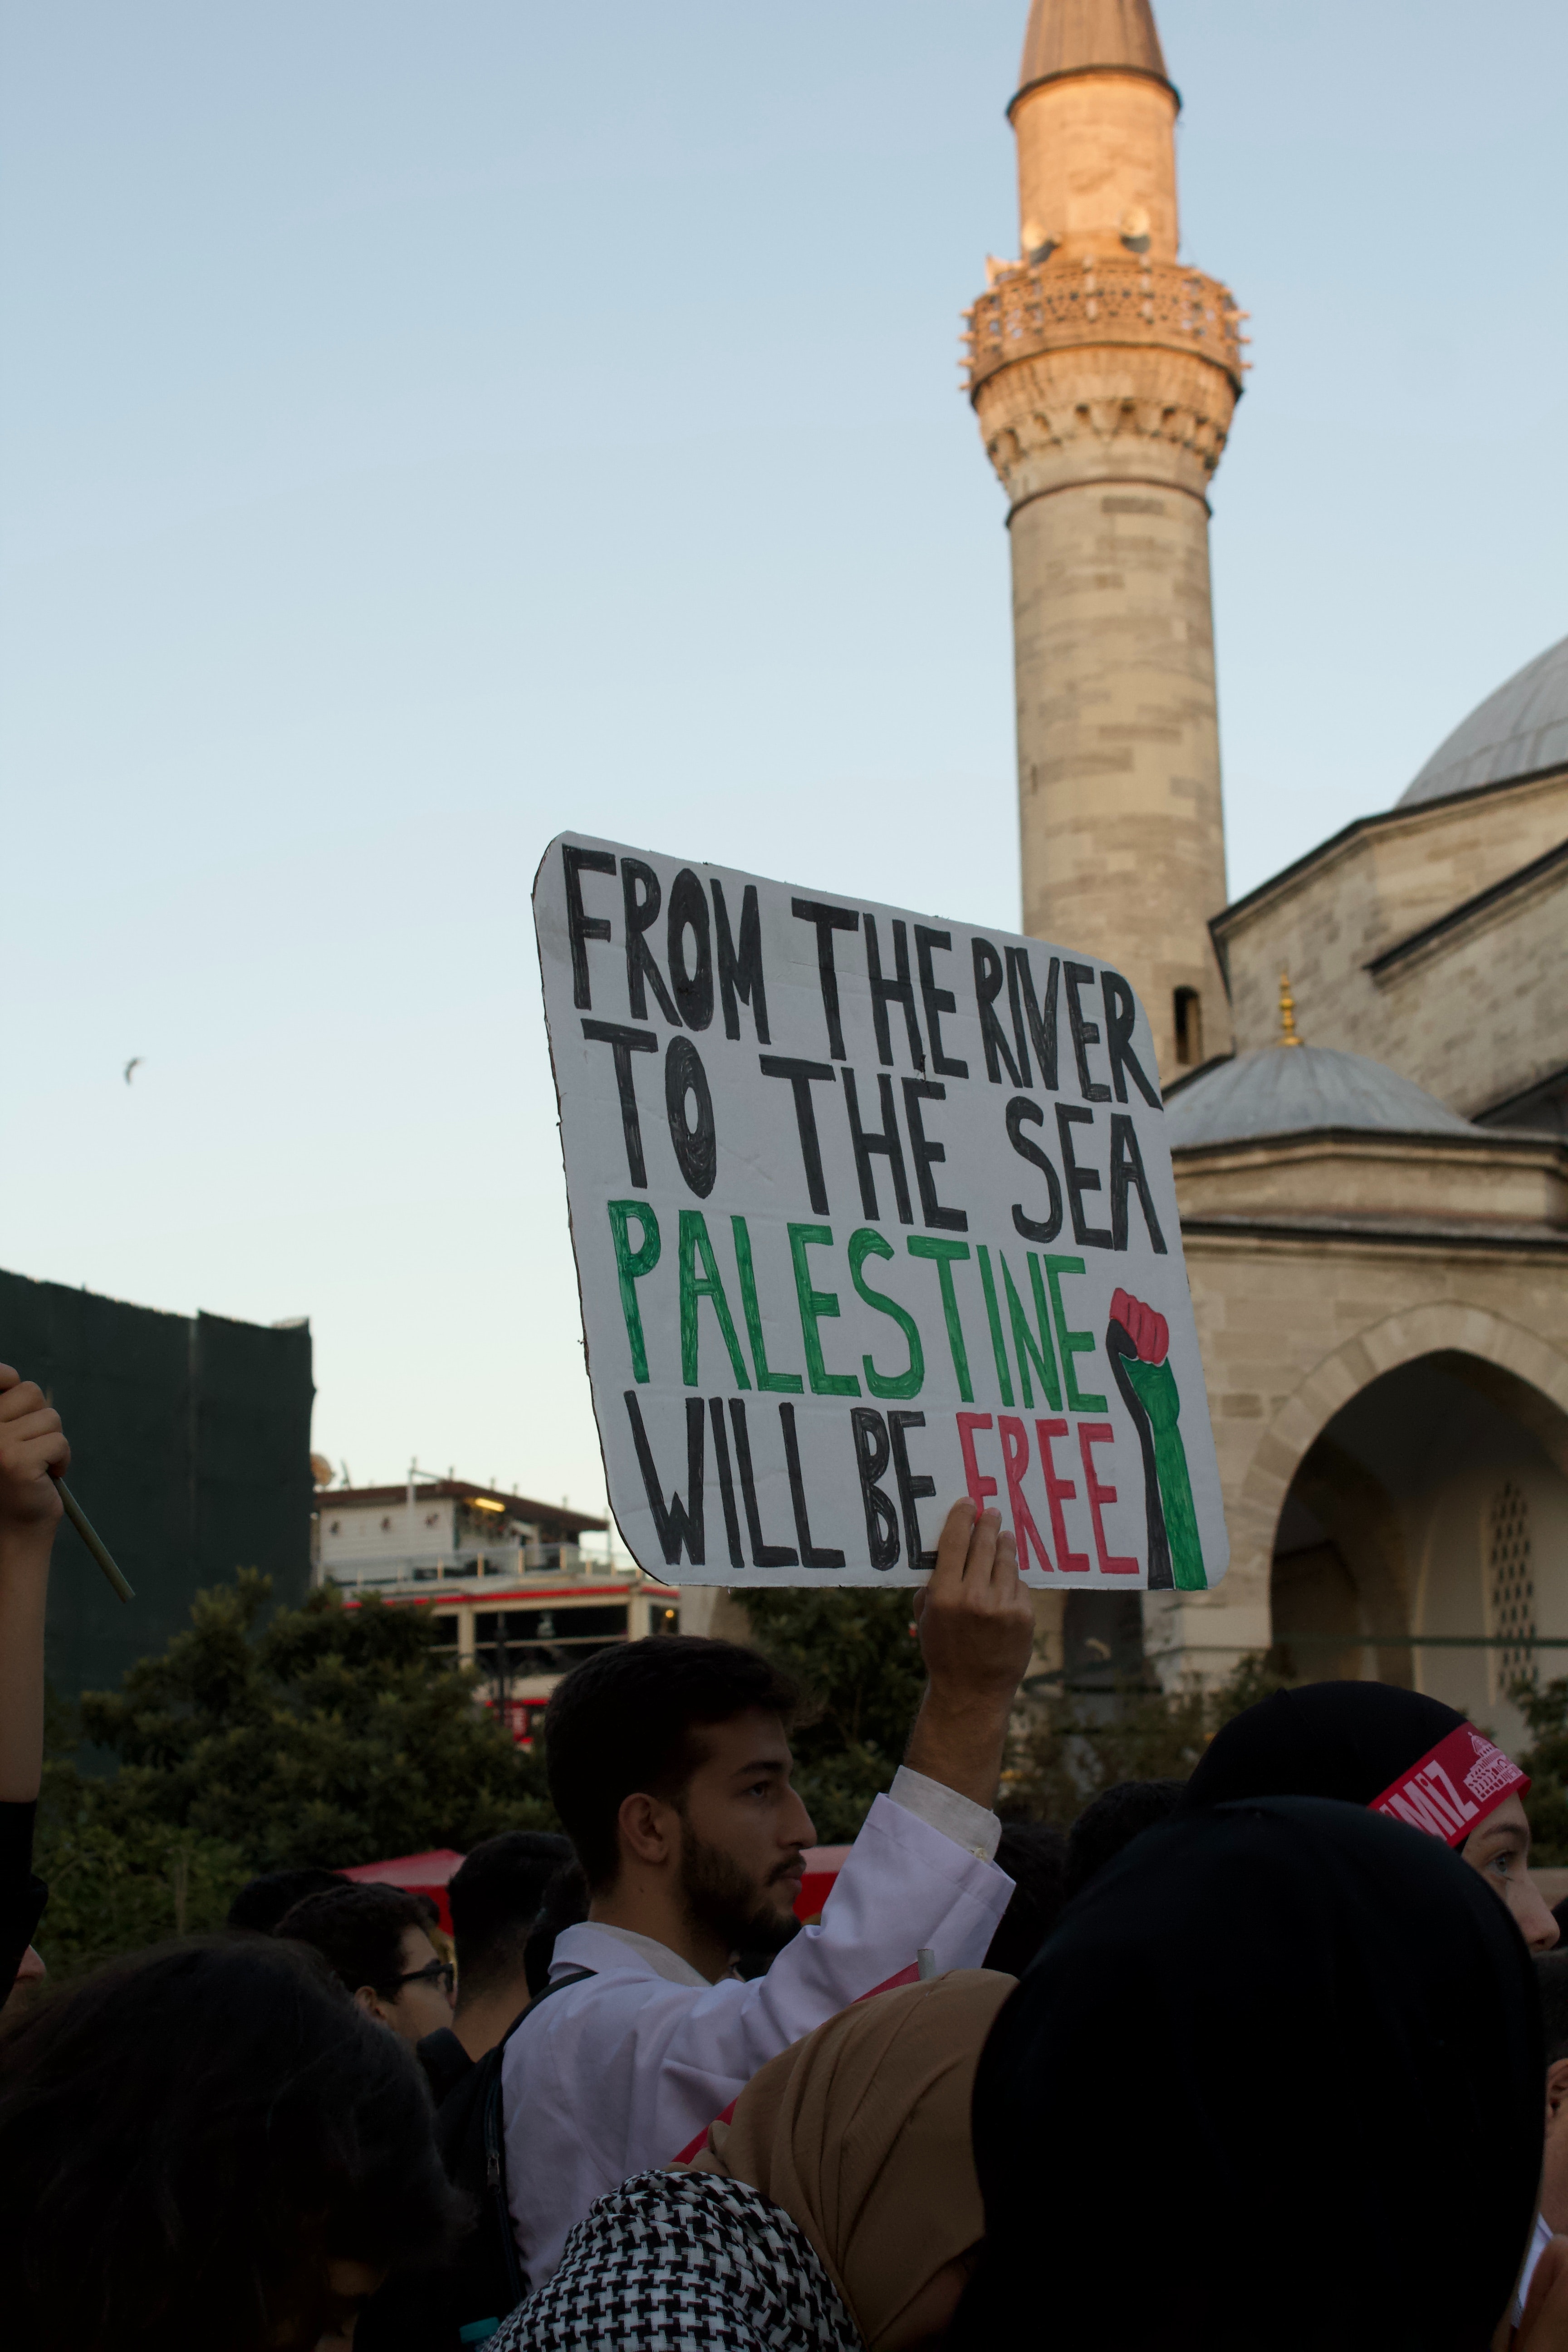 FROM THE RIVER
TO THE SEA
PALESTINE
WILL BE FREE